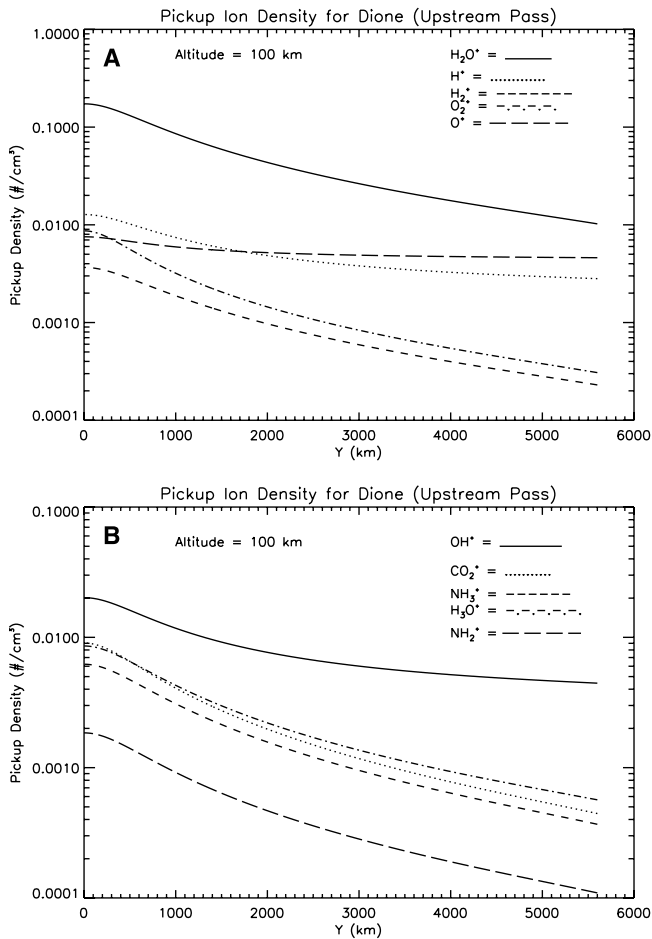 Pickup Ion Density for Dione (Upstream Pass)
1.0000
A
Altitude = 100 km
H₂O⁺ =
H⁺ =
H₂⁺ =
O₂⁺ =
O⁺ =
0.1000
0.0100
0.0010
0.0001
Pickup Density (#/cm³)
0 1000 2000 3000 4000 5000 6000
Y (km)
Pickup Ion Density for Dione (Upstream Pass)
0.1000
B
Altitude = 100 km
OH⁺ =
CO₂⁺ =
NH₃⁺ =
H₃O⁺ =
NH₂⁺ =
0.0100
0.0010
0.0001
Pickup Density (#/cm³)
0 1000 2000 3000 4000 5000 6000
Y (km)